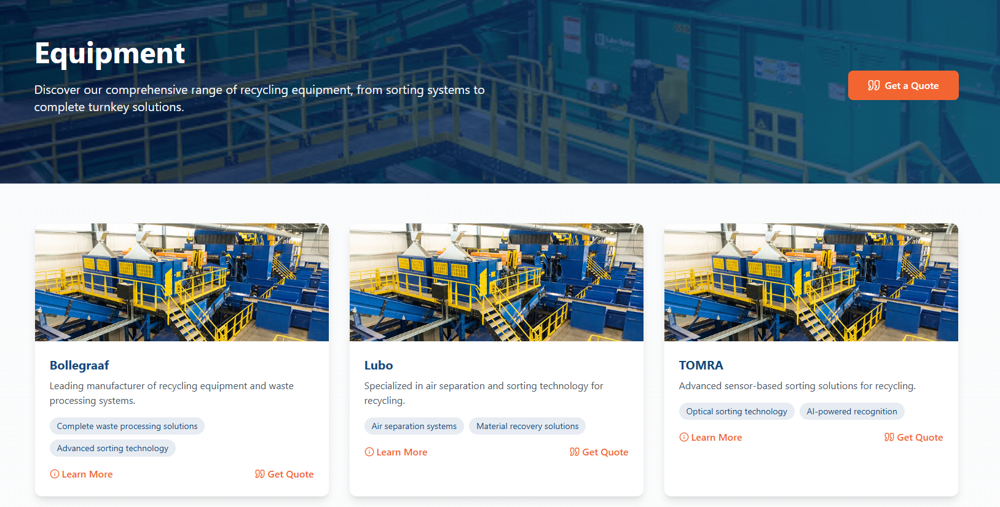 Equipment
Discover our comprehensive range of recycling equipment, from sorting systems to
complete turnkey solutions.
Get a Quote
Bollegraaf
Leading manufacturer of recycling equipment and waste
processing systems.
Complete waste processing solutions
Advanced sorting technology
Learn More
Get Quote
Lubo
Specialized in air separation and sorting technology for
recycling.
Air separation systems
Material recovery solutions
Learn More
Get Quote
TOMRA
Advanced sensor-based sorting solutions for recycling.
Optical sorting technology
AI-powered recognition
Learn More
Get Quote